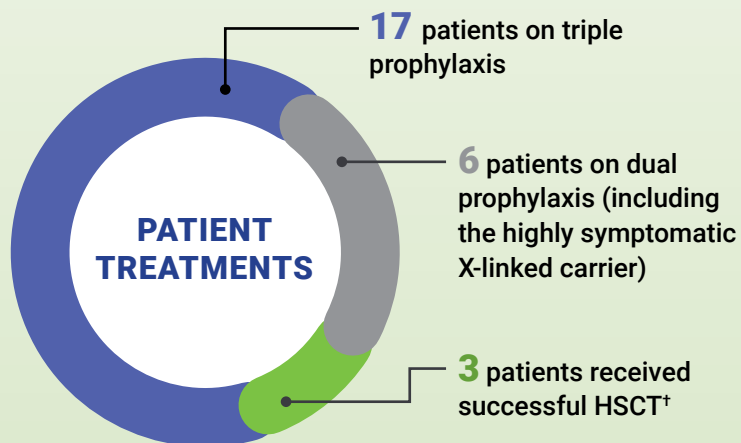 17 patients on triple
prophylaxis
PATIENT
TREATMENTS
6 patients on dual
prophylaxis (including
the highly symptomatic
X-linked carrier)
3 patients received
successful HSCT†